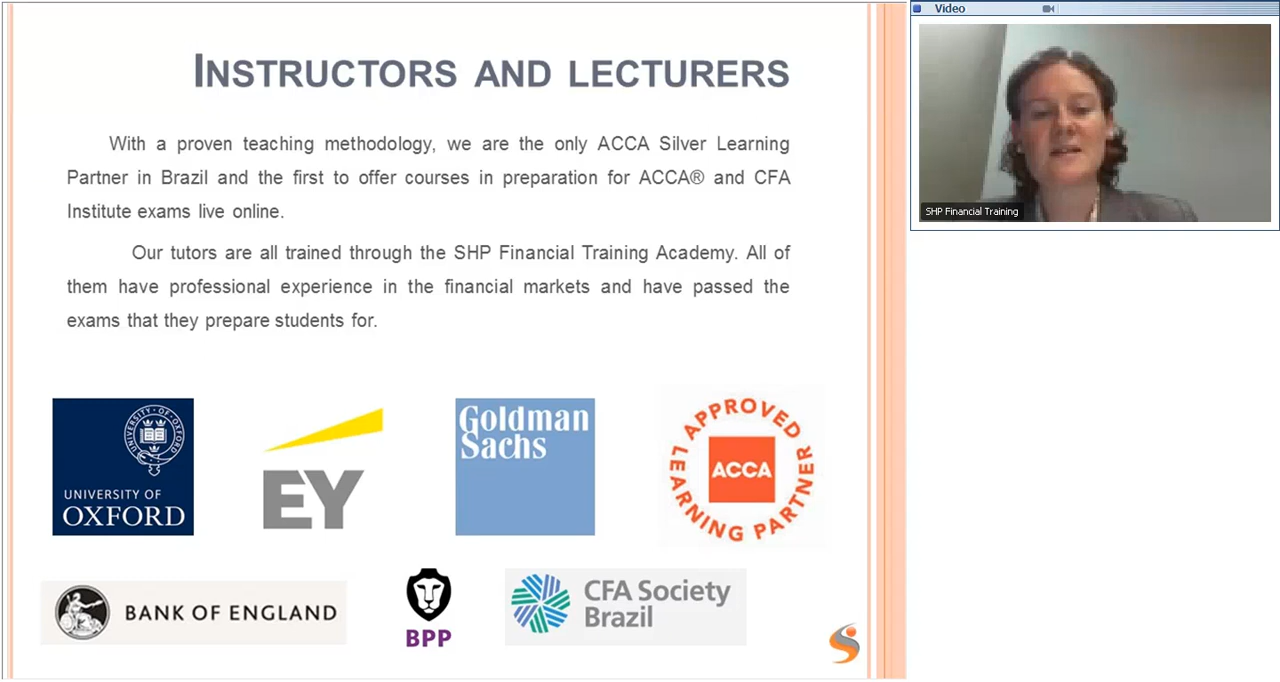 Instructors and lecturers
With a proven teaching methodology, we are the only ACCA Silver Learning
Partner in Brazil and the first to offer courses in preparation for ACCA® and CFA
Institute exams live online.
Our tutors are all trained through the SHP Financial Training Academy. All of
them have professional experience in the financial markets and have passed the
exams that they prepare students for.
UNIVERSITY OF OXFORD
UNIVERSITY OF
OXFORD
EY
Goldman
Sachs
APPROVED
ACCA
LEARNING PARTNER
BANK OF ENGLAND
BPP
CFA Society
Brazil
Video
SHP Financial Training